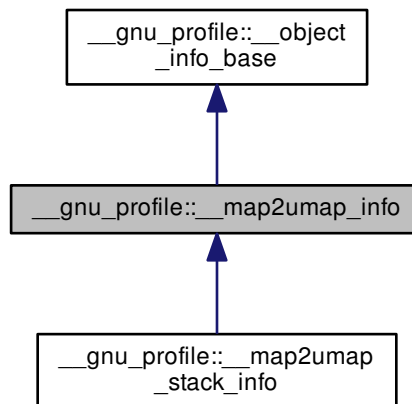 __gnu_profile::__object
_info_base
__gnu_profile::__map2umap_info
__gnu_profile::__map2umap
_stack_info